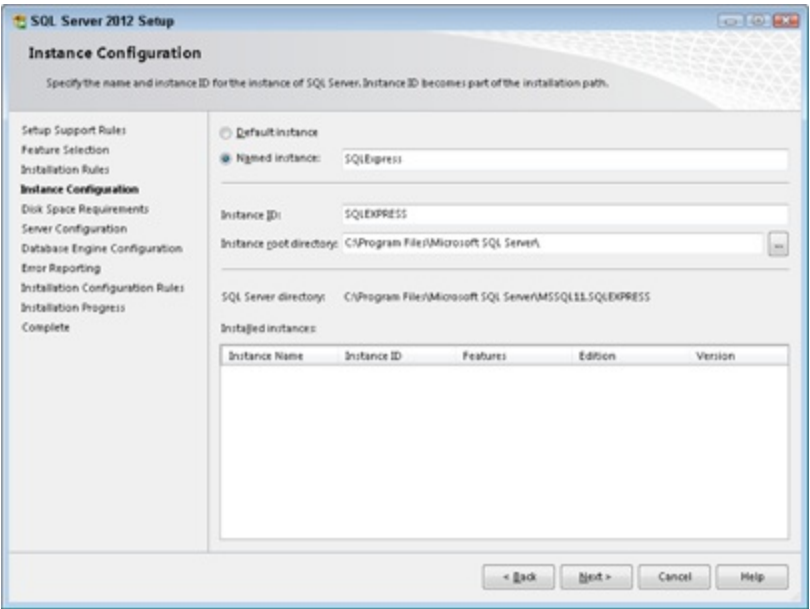 SQL Server 2012 Setup
Instance Configuration
Specify the name and instance ID for the instance of SQL Server. Instance ID becomes part of the installation path.
Setup Support Rules
Feature Selection
Installation Rules
Instance Configuration
Disk Space Requirements
Server Configuration
Database Engine Configuration
Error Reporting
Installation Configuration Rules
Installation Progress
Complete
Default instance
Named instance: SQLExpress
Instance ID: SQLEXPRESS
Instance root directory: C:\Program Files\Microsoft SQL Server\
...
SQL Server directory: C:\Program Files\Microsoft SQL Server\MSSQL11.SQLEXPRESS
Installed instances:
Instance Name Instance ID Features Edition Version
< Back Next > Cancel Help